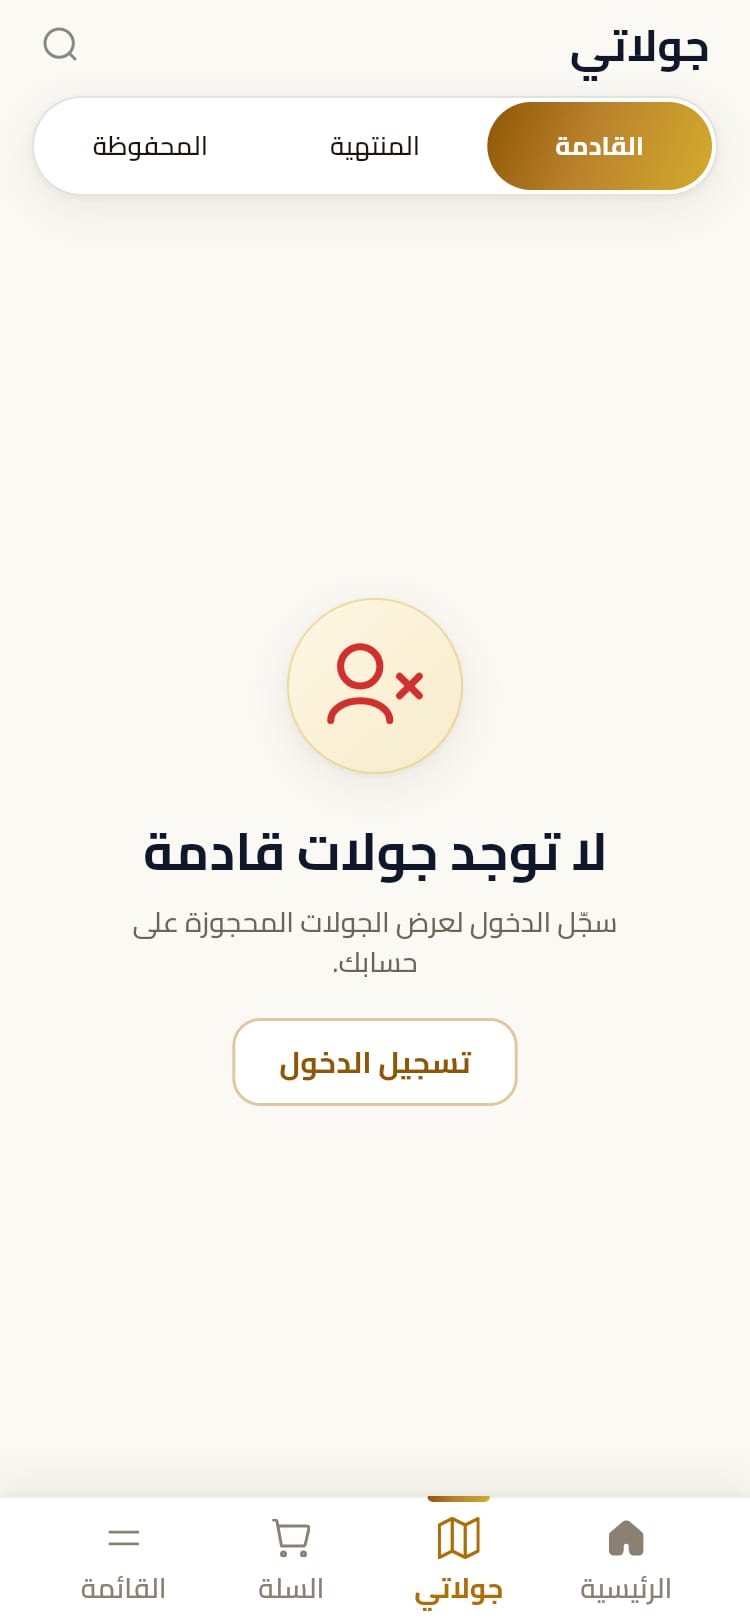 جولاتي
القادمة
المنتهية
المحفوظة
لا توجد جولات قادمة
سجّل الدخول لعرض الجولات المحجوزة على
حسابك.
تسجيل الدخول
الرئيسية
جولاتي
السلة
القائمة